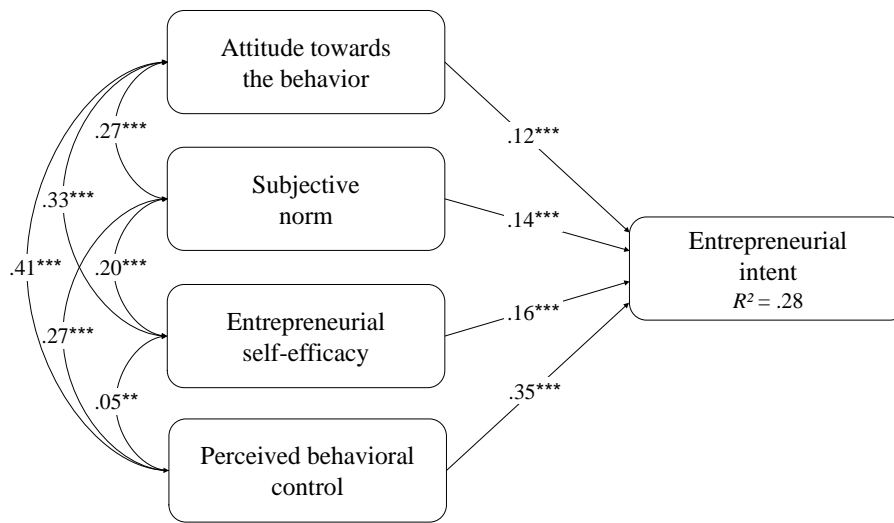 Attitude towards
the behavior
.27***
.12***
.33***
Subjective
norm
.14***
.41***
.20***
Entrepreneurial
intent
R² = .28
.27***
Entrepreneurial
self-efficacy
.16***
.05**
.35***
Perceived behavioral
control